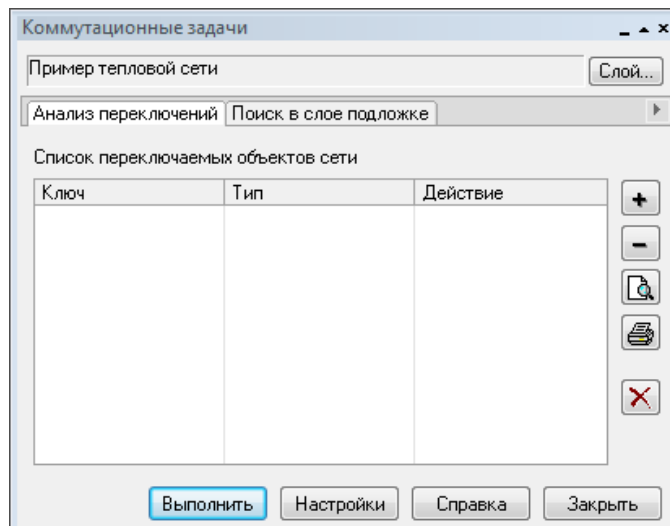 Коммутационные задачи
Пример тепловой сети Слой...
Анализ переключений Поиск в слое подложке
Список переключаемых объектов сети
Ключ Тип Действие
Выполнить Настройки Справка Закрыть